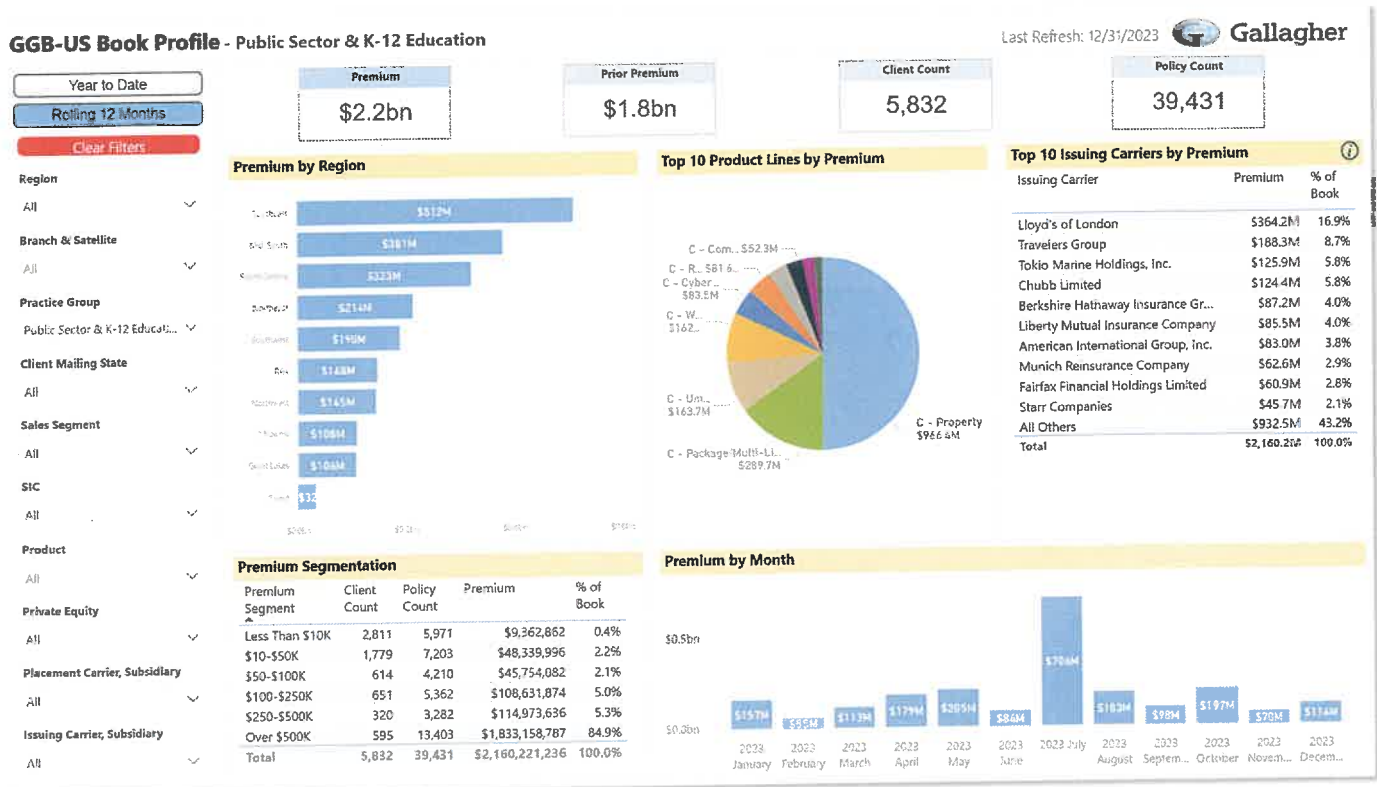 GGB-US Book Profile - Public Sector & K-12 Education
Last Refresh: 12/31/2023
Gallagher
Year to Date
Rolling 12 Months
Clear Filters
Premium
$2.2bn
Prior Premium
$1.8bn
Client Count
5,832
Policy Count
39,431
Region
All
Branch & Satellite
All
Practice Group
Public Sector & K-12 Educati...
Client Mailing State
All
Sales Segment
All
SIC
All
Product
All
Private Equity
All
Placement Carrier, Subsidiary
All
Issuing Carrier, Subsidiary
All
Premium by Region
$512M
$381M
$323M
Northeast $214M
Southwest $190M
$148M
Northwest $145M
$108M
Great Lakes $106M
$32
Top 10 Product Lines by Premium
C - Com... $52.3M
C - R... $81.6...
C - Cyber...
$83.5M
C - W...
$162...
C - Um...
$163.7M
C - Package/Multi-Li...
$289.7M
C - Property
$966.4M
Top 10 Issuing Carriers by Premium
Issuing Carrier Premium % of
Book
Lloyd's of London $364.2M 16.9%
Travelers Group $188.3M 8.7%
Tokio Marine Holdings, Inc. $125.9M 5.8%
Chubb Limited $124.4M 5.8%
Berkshire Hathaway Insurance Gr... $87.2M 4.0%
Liberty Mutual Insurance Company $85.5M 4.0%
American International Group, Inc. $83.0M 3.8%
Munich Reinsurance Company $62.6M 2.9%
Fairfax Financial Holdings Limited $60.9M 2.8%
Starr Companies $45.7M 2.1%
All Others $932.5M 43.2%
Total $2,160.2M 100.0%
Premium Segmentation
Premium Client Policy Premium % of
Segment Count Count Book
Less Than $10K 2,811 5,971 $9,362,862 0.4%
$10-$50K 1,779 7,203 $48,339,996 2.2%
$50-$100K 614 4,210 $45,754,082 2.1%
$100-$250K 651 5,362 $108,631,874 5.0%
$250-$500K 320 3,282 $114,973,636 5.3%
Over $500K 595 13,403 $1,833,158,787 84.9%
Total 5,832 39,431 $2,160,221,236 100.0%
Premium by Month
$0.5bn
$0.0bn
$157M $113M $179M $205M $84M $183M $98M $197M $70M $114M
2023 2023 2023 2023 2023 2023 2023 July 2023 2023 2023 2023 2023
January February March April May June August Septem... October Novem... Decem...